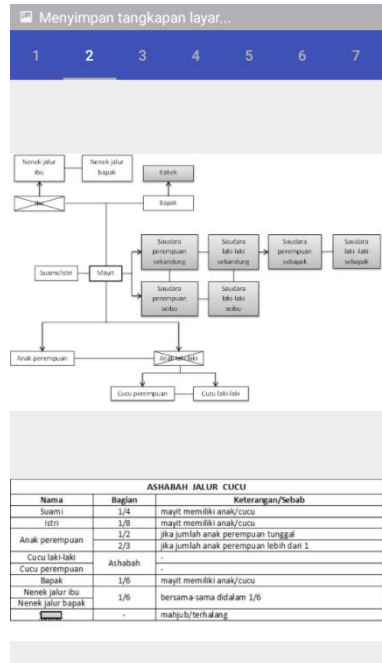 Menyimpan tangkapan layar...
1 2 3 4 5 6 7
Nenek jalur
ibu
Nenek jalur
bapak
Kakek
Ibu
Bapak
Saudara
perempuan
sekandung
Saudara
laki-laki
sekandung
Saudara
perempuan
sebapak
Saudara
laki-laki
sebapak
Suami/Istri
Mayit
Saudara
perempuan
seibu
Saudara
laki-laki
seibu
Anak perempuan
Anak laki-laki
Cucu perempuan
Cucu laki-laki
ASHABAH JALUR CUCU
Nama Bagian Keterangan/Sebab
Suami 1/4 mayit memiliki anak/cucu
Istri 1/8 mayit memiliki anak/cucu
Anak perempuan 1/2 jika jumlah anak perempuan tunggal
2/3 jika jumlah anak perempuan lebih dari 1
Cucu laki-laki Ashabah -
Cucu perempuan -
Bapak 1/6 mayit memiliki anak/cucu
Nenek jalur ibu 1/6 bersama-sama didalam 1/6
Nenek jalur bapak
- mahjub/terhalang